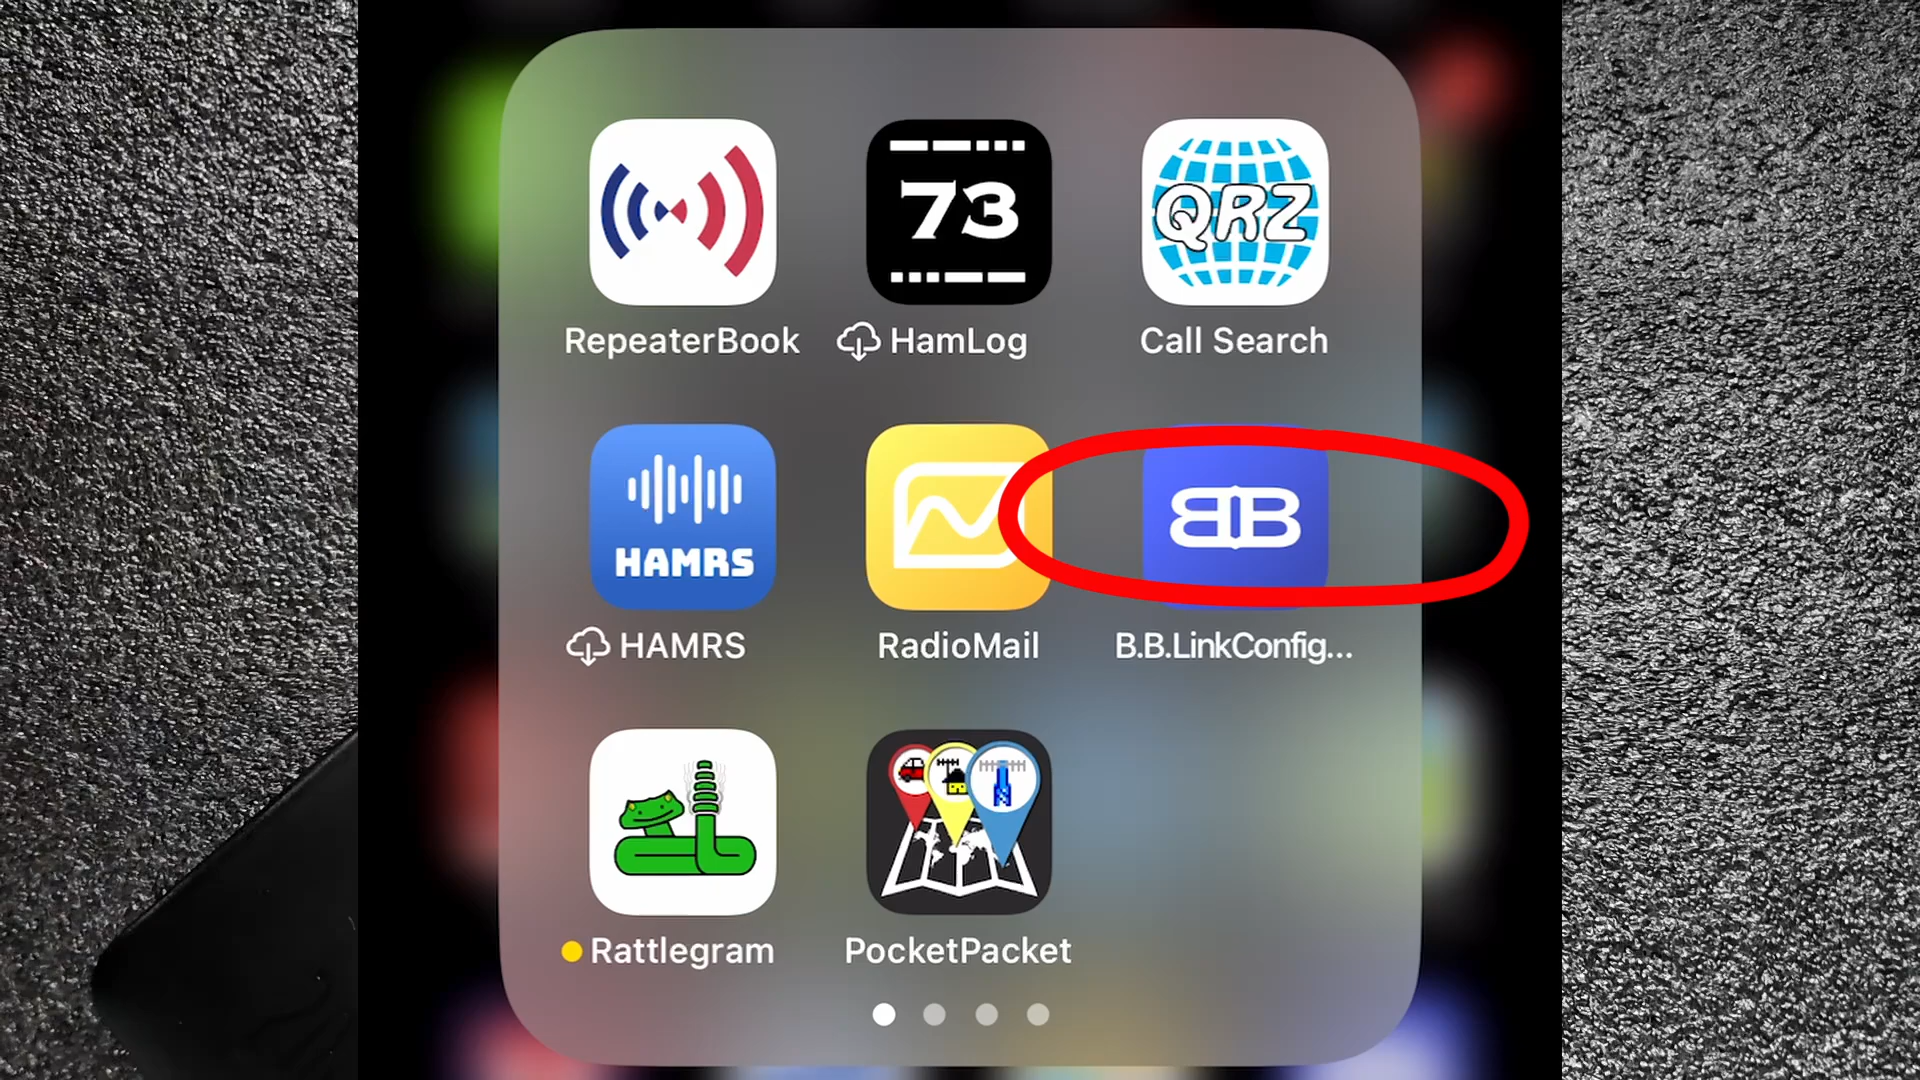 73
QRZ
RepeaterBook
HamLog
Call Search
HAMRS
BB
HAMRS
RadioMail
B.B.LinkConfig...
Rattlegram
PocketPacket